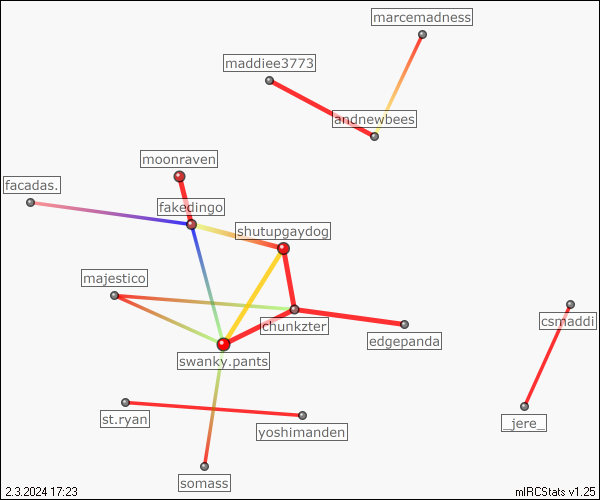 marcemadness
maddiee3773
andnewbees
moonraven
facadas.
fakedingo
shutupgaydog
majestico
csmaddi
chunkzter
edgepanda
swanky.pants
st.ryan
_jere_
yoshimanden
somass
2.3.2024 17:23
mIRCStats v1.25